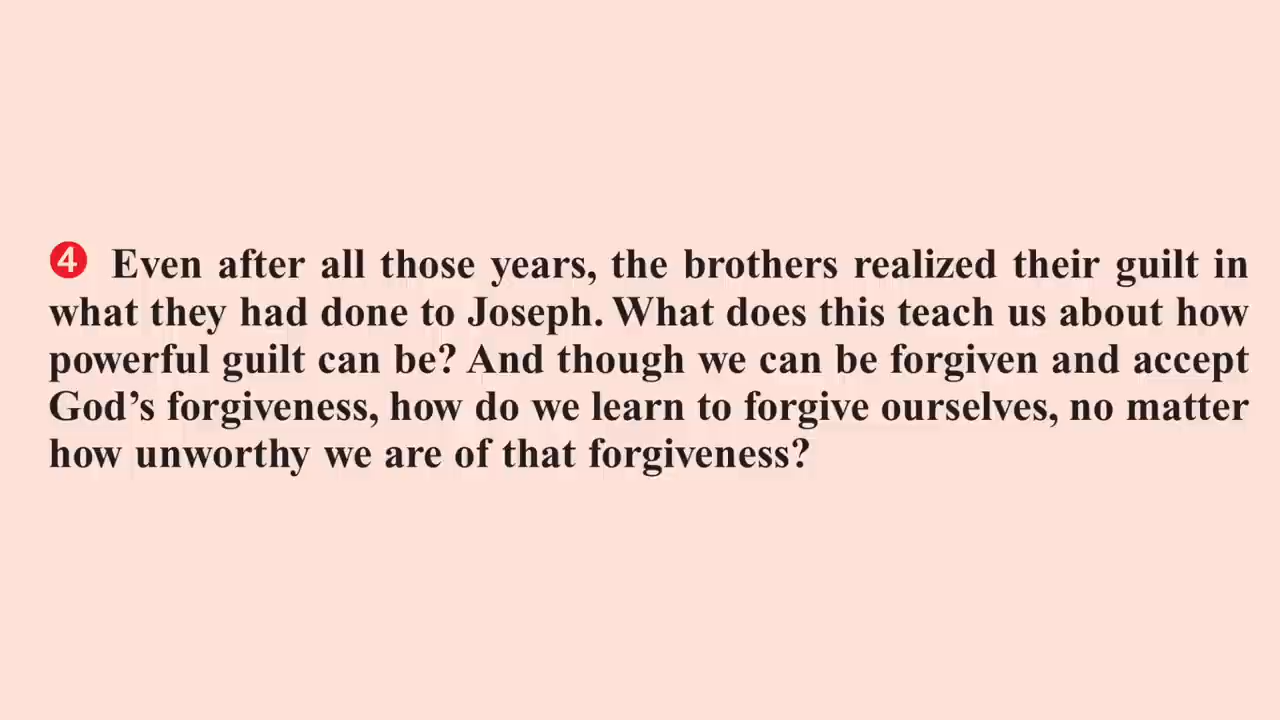 ❹ Even after all those years, the brothers realized their guilt in
what they had done to Joseph. What does this teach us about how
powerful guilt can be? And though we can be forgiven and accept
God’s forgiveness, how do we learn to forgive ourselves, no matter
how unworthy we are of that forgiveness?